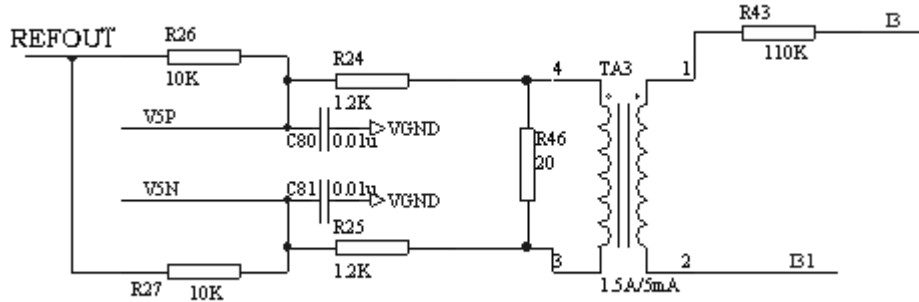 REFOUT
R26
10K
R24
1.2K
V5P
C80
0.01u
VGND
V5N
C81
0.01u
VGND
R25
1.2K
R27
10K
R46
20
4
TA3
1
3
2
1.5A/5mA
R43
110K
I3
I31